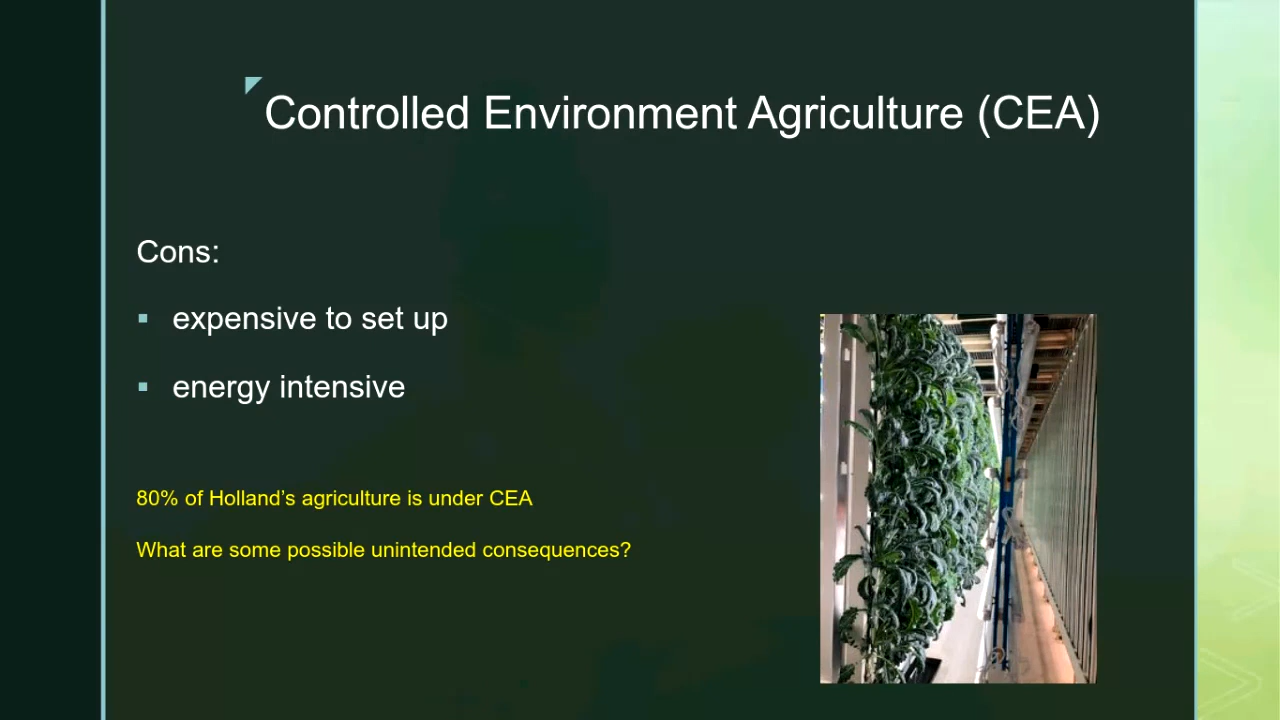 Controlled Environment Agriculture (CEA)
Cons:
▪ expensive to set up
▪ energy intensive
80% of Holland’s agriculture is under CEA
What are some possible unintended consequences?